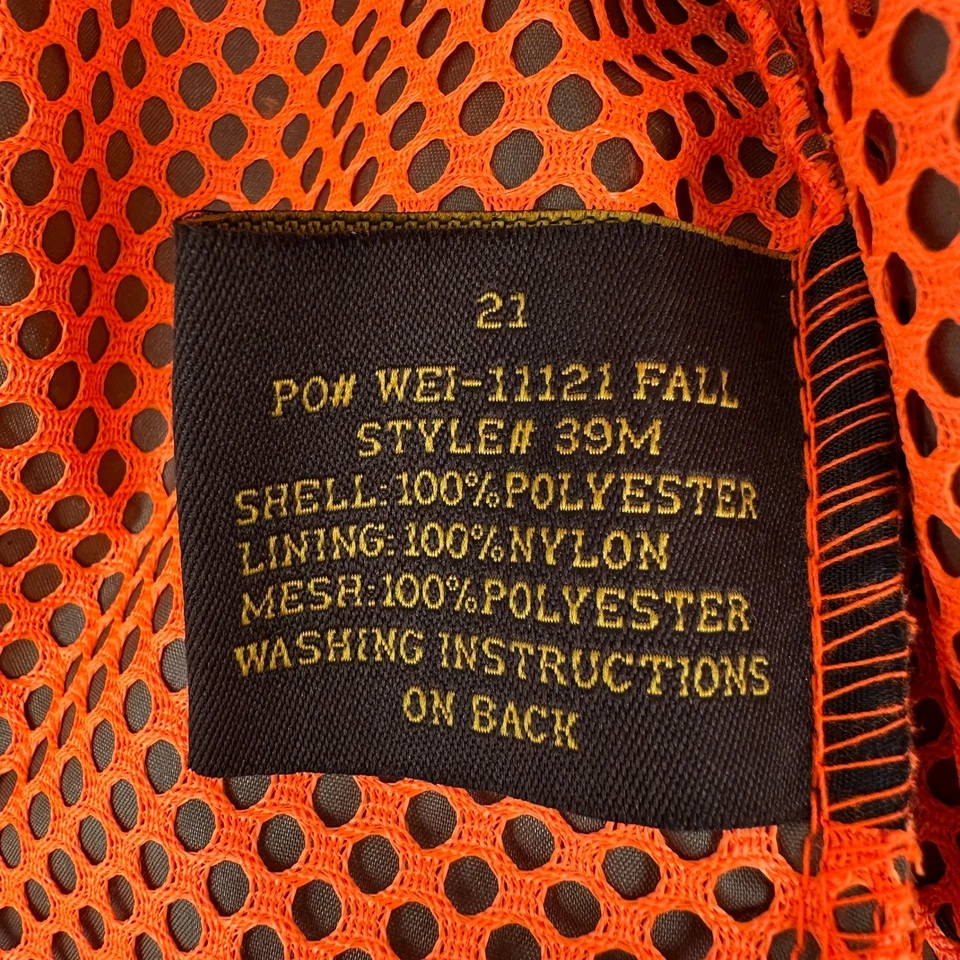 21
PO# WEI-11121 FALL
STYLE# 39M
SHELL:100%POLYESTER
LINING:100%NYLON
MESH:100%POLYESTER
WASHING INSTRUCTIONS
ON BACK